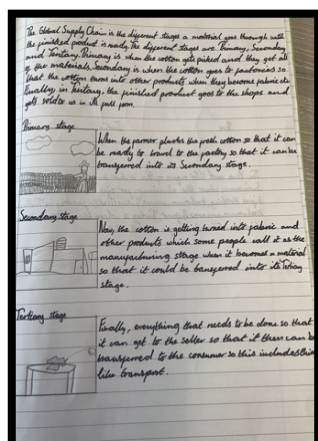 The Global Supply Chain is the different stages a material goes through until
the finished product is ready. The different stages are Primary, Secondary
and Tertiary. Primary is when the cotton gets picked and they get all
of the materials. Secondary is when the cotton goes to factories so
that the cotton turns into other products when they become fabric etc.
Finally in Tertiary, the finished product goes to the shops and
gets sold to us in its full form.
Primary stage
When the farmer plucks the fresh cotton so that it can
be ready to travel to the factory so that it can be
transferred into its Secondary stage.
Secondary stage
Now, the cotton is getting turned into fabric and
other products which some people call it as the
manufacturing stage when it becomes a material
so that it could be transferred into its Tertiary
stage.
Tertiary stage
Finally, everything that needs to be done so that
it can get to the seller so that it then can be
transferred to the consumer so this includes this
like transport.